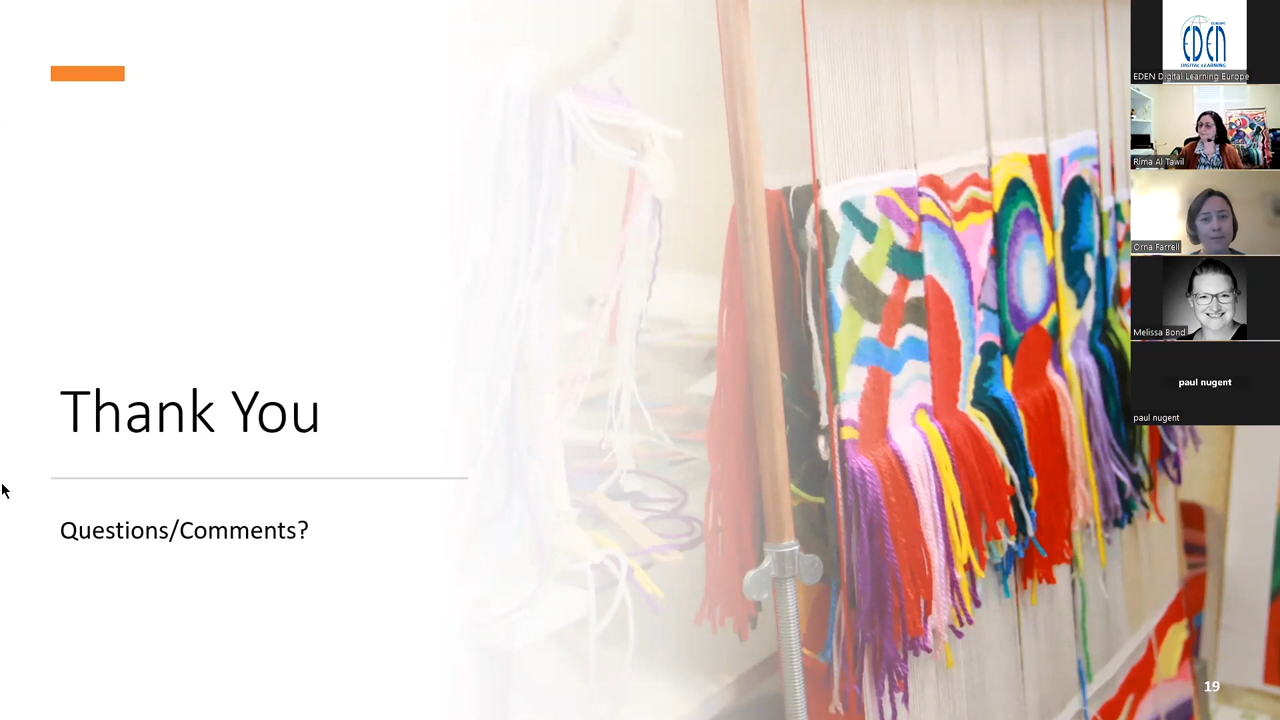 Thank You
Questions/Comments?
19
EUROPE
EDEN
DIGITAL LEARNING
EDEN Digital Learning Europe
Rima Al Tawil
Orna Farrell
Melissa Bond
paul nugent
paul nugent